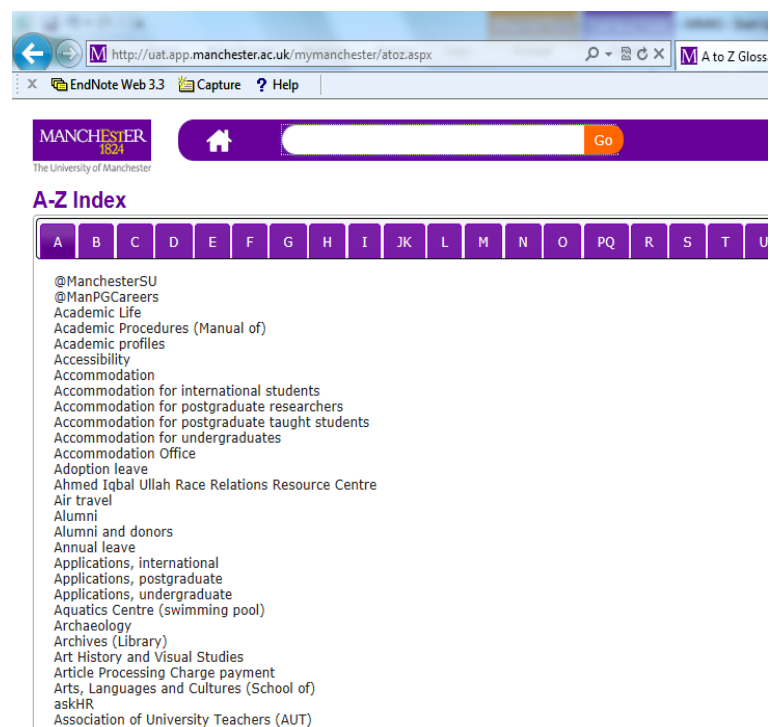 http://uat.app.manchester.ac.uk/mymanchester/atoz.aspx
A to Z Gloss
x EndNote Web 3.3 Capture ? Help
MANCHESTER
1824
The University of Manchester
Go
A-Z Index
A B C D E F G H I JK L M N O PQ R S T U
@ManchesterSU
@ManPGCareers
Academic Life
Academic Procedures (Manual of)
Academic profiles
Accessibility
Accommodation
Accommodation for international students
Accommodation for postgraduate researchers
Accommodation for postgraduate taught students
Accommodation for undergraduates
Accommodation Office
Adoption leave
Ahmed Iqbal Ullah Race Relations Resource Centre
Air travel
Alumni
Alumni and donors
Annual leave
Applications, international
Applications, postgraduate
Applications, undergraduate
Aquatics Centre (swimming pool)
Archaeology
Archives (Library)
Art History and Visual Studies
Article Processing Charge payment
Arts, Languages and Cultures (School of)
askHR
Association of University Teachers (AUT)